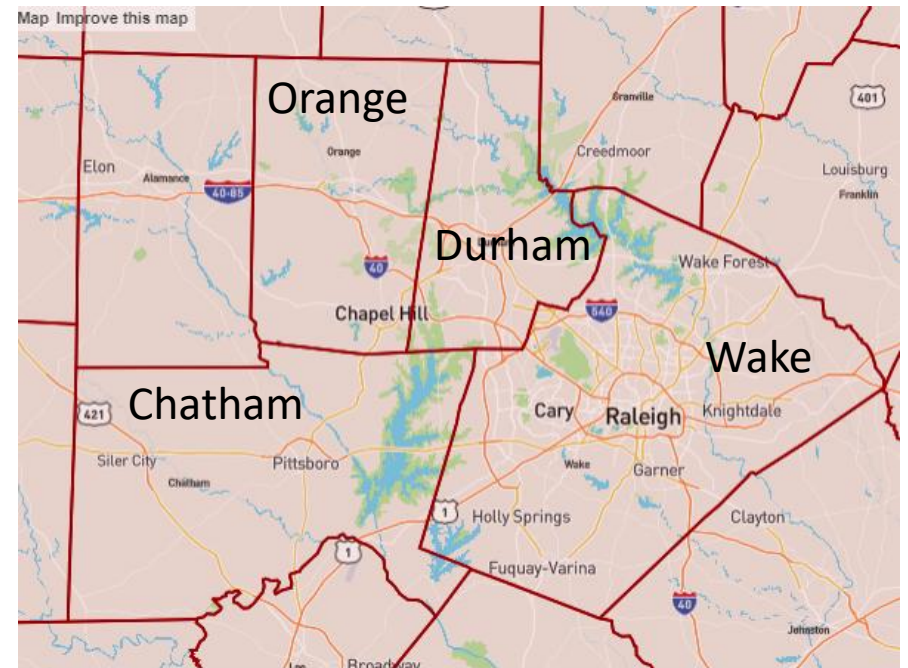 Map Improve this map
Orange
Granville
401
Creedmoor
Orange
Elon
Alamance
Louisburg
Franklin
40-85
Durham
40
Wake Forest
Chapel Hill
540
Wake
Chatham
421
Cary
Raleigh
Knightdale
Siler City
Pittsboro
Wake
Garner
Chatham
1
Holly Springs
Clayton
1
Fuquay-Varina
40
Johnston
Broadway